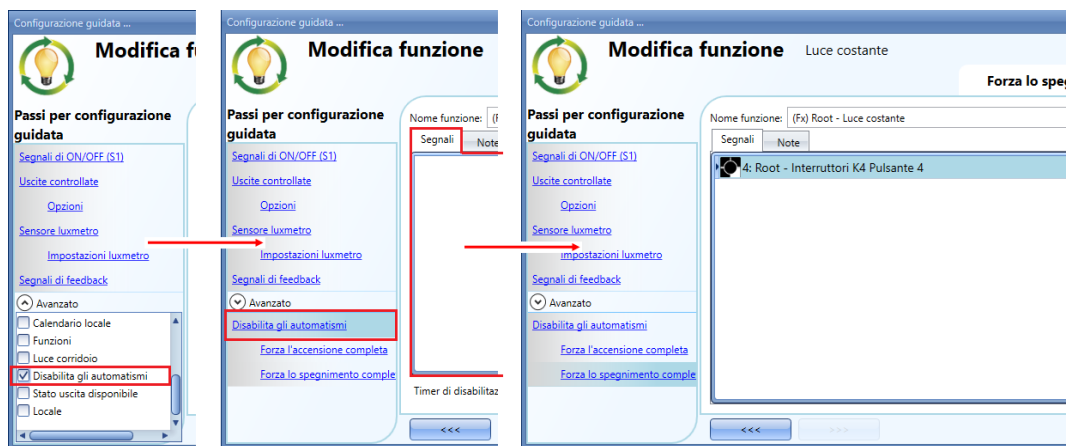 Configurazione guidata ...
Modifica f
Passi per configurazione
guidata
Segnali di ON/OFF (S1)
Uscite controllate
Opzioni
Sensore luxmetro
Impostazioni luxmetro
Segnali di feedback
Avanzato
Calendario locale
Funzioni
Luce corridoio
Disabilita gli automatismi
Stato uscita disponibile
Locale
Configurazione guidata ...
Modifica funzione
Passi per configurazione
guidata
Segnali di ON/OFF (S1)
Uscite controllate
Opzioni
Sensore luxmetro
Impostazioni luxmetro
Segnali di feedback
Avanzato
Disabilita gli automatismi
Forza l'accensione completa
Forza lo spegnimento comple
Nome funzione: (F
Segnali Note
Timer di disabilitaz
<<<
Configurazione guidata ...
Modifica funzione Luce costante
Forza lo spe
Passi per configurazione
guidata
Segnali di ON/OFF (S1)
Uscite controllate
Opzioni
Sensore luxmetro
Impostazioni luxmetro
Segnali di feedback
Avanzato
Disabilita gli automatismi
Forza l'accensione completa
Forza lo spegnimento comple
Nome funzione: (Fx) Root - Luce costante
Segnali Note
4: Root - Interruttori K4 Pulsante 4
<<< >>>